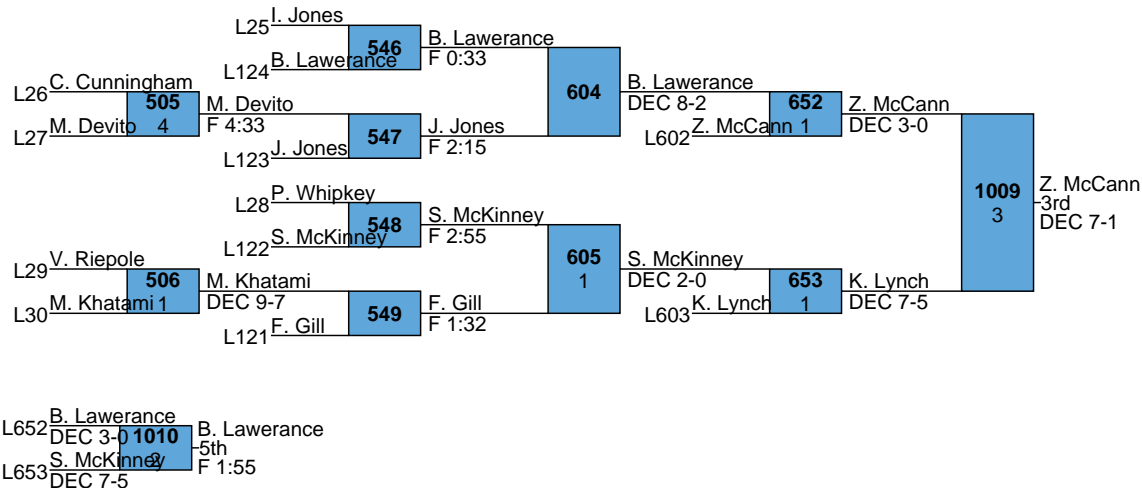 I. Jones
L25
546
B. Lawerance
F 0:33
B. Lawerance
L124
C. Cunningham
L26
505
4
M. Devito
F 4:33
M. Devito
L27
604
B. Lawerance
DEC 8-2
547
J. Jones
F 2:15
J. Jones
L123
652
1
Z. McCann
DEC 3-0
Z. McCann
L602
P. Whipkey
L28
548
S. McKinney
F 2:55
S. McKinney
L122
1009
3
Z. McCann
3rd
DEC 7-1
V. Riepole
L29
506
1
M. Khatami
DEC 9-7
M. Khatami
L30
605
1
S. McKinney
DEC 2-0
549
F. Gill
F 1:32
F. Gill
L121
653
1
K. Lynch
DEC 7-5
K. Lynch
L603
L652
B. Lawerance
DEC 3-0
1010
2
B. Lawerance
5th
F 1:55
L653
S. McKinney
DEC 7-5